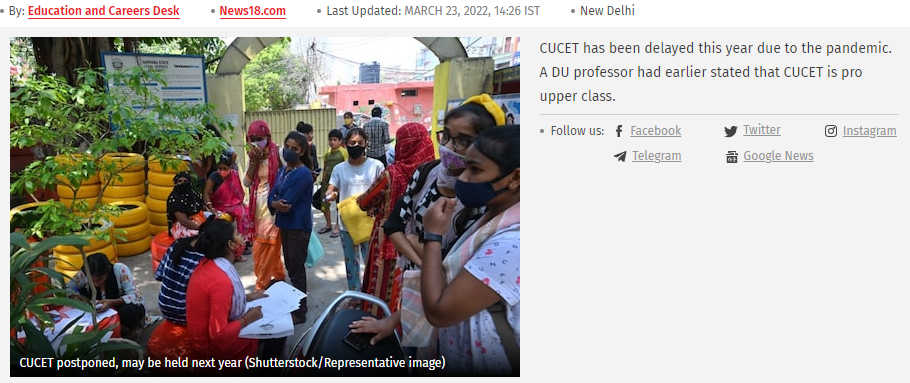 By: Education and Careers Desk
News18.com
Last Updated: MARCH 23, 2022, 14:26 IST
New Delhi
CUCET postponed, may be held next year (Shutterstock/Representative image)
CUCET has been delayed this year due to the pandemic.
A DU professor had earlier stated that CUCET is pro
upper class.
Follow us:
Facebook
Twitter
Instagram
Telegram
Google News